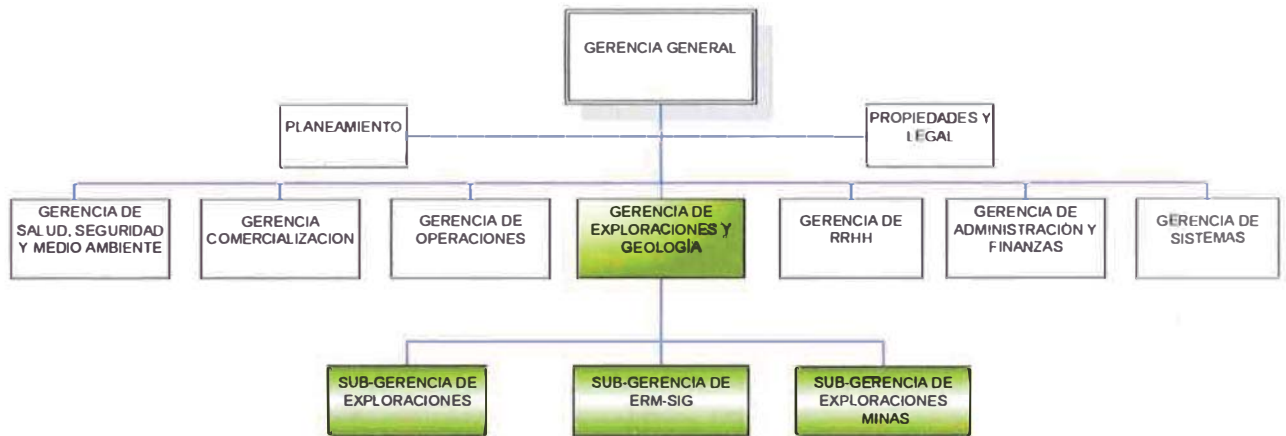 GERENCIA GENERAL
PLANEAMIENTO
PROPIEDADES Y
LEGAL
GERENCIA DE
SALUD, SEGURIDAD
Y MEDIO AMBIENTE
GERENCIA
COMERCIALIZACION
GERENCIA DE
OPERACIONES
GERENCIA DE
EXPLORACIONES Y
GEOLOGÍA
GERENCIA DE
RRHH
GERENCIA DE
ADMINISTRACIÓN Y
FINANZAS
GERENCIA DE
SISTEMAS
SUB-GERENCIA DE
EXPLORACIONES
SUB-GERENCIA DE
ERM-SIG
SUB-GERENCIA DE
EXPLORACIONES
MINAS